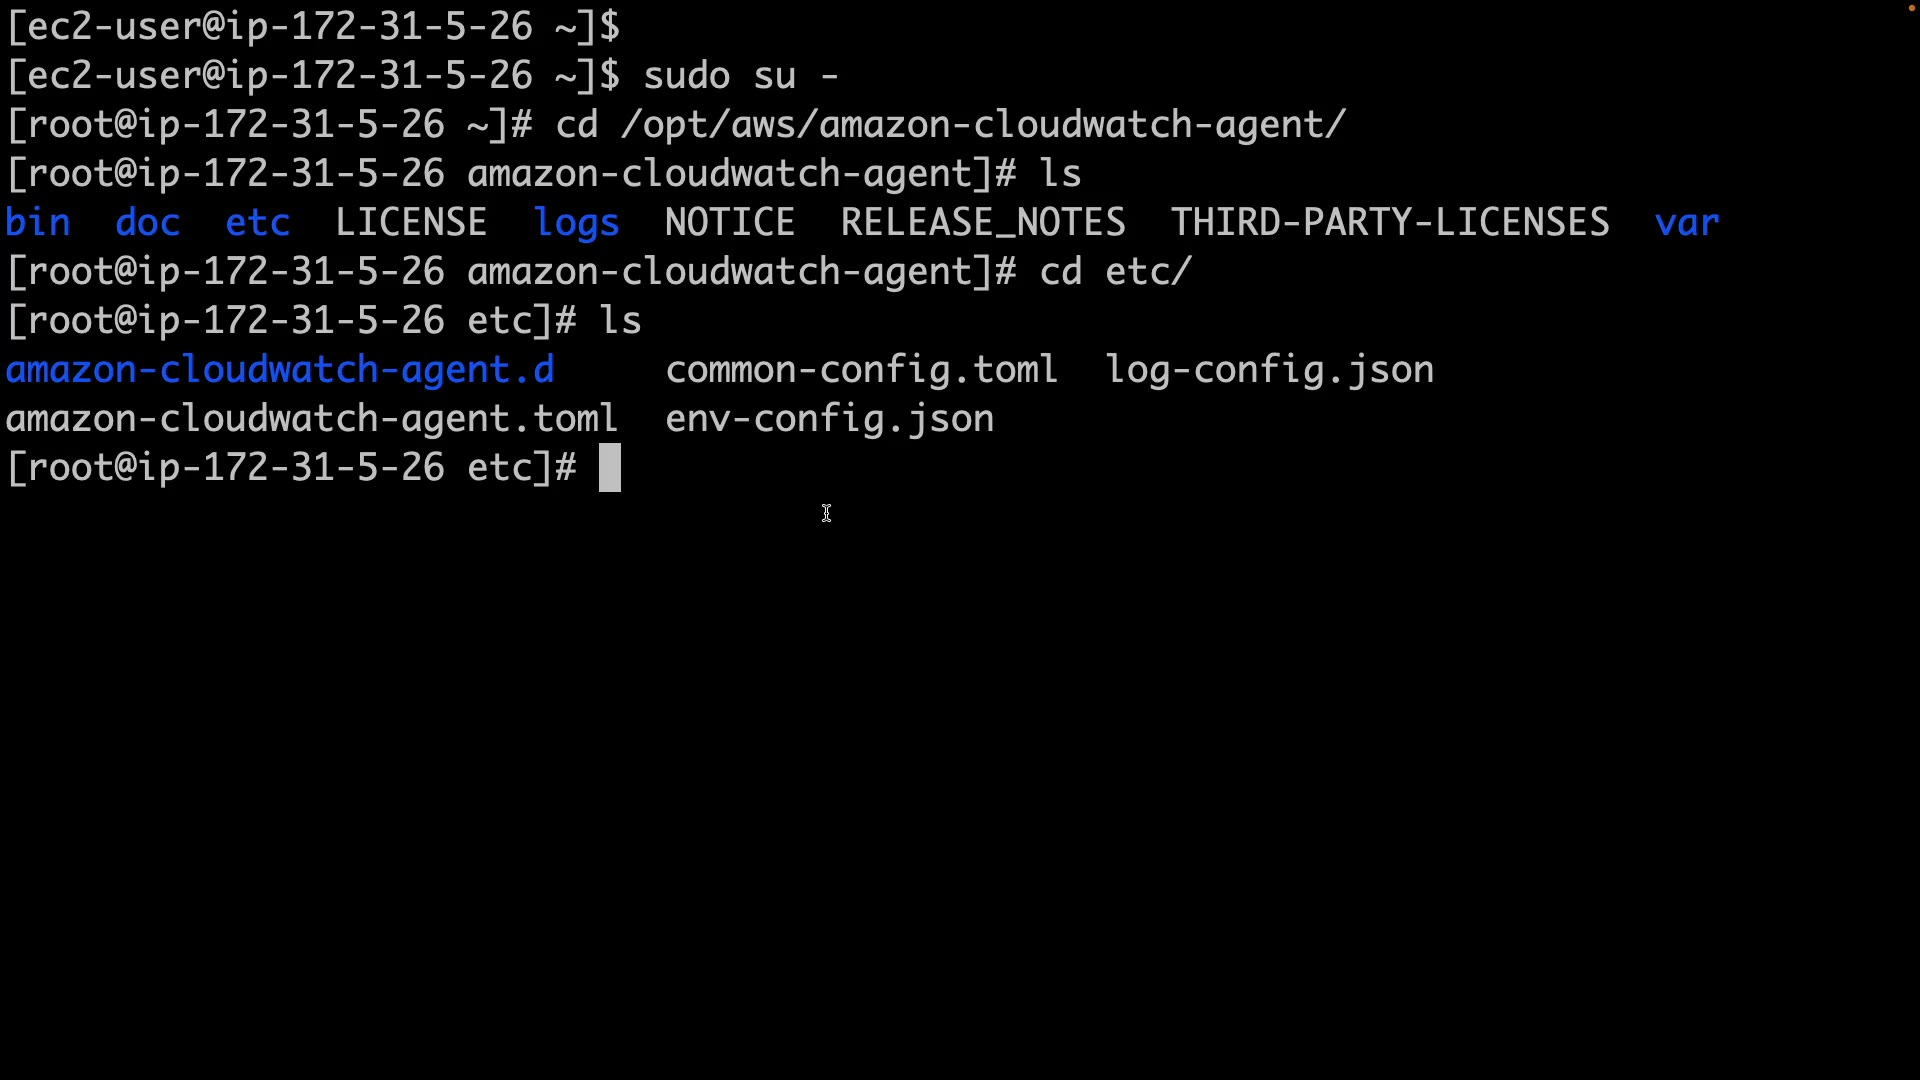 [ec2-user@ip-172-31-5-26 ~]$
[ec2-user@ip-172-31-5-26 ~]$ sudo su -
[root@ip-172-31-5-26 ~]# cd /opt/aws/amazon-cloudwatch-agent/
[root@ip-172-31-5-26 amazon-cloudwatch-agent]# ls
bin  doc  etc  LICENSE  logs  NOTICE  RELEASE_NOTES  THIRD-PARTY-LICENSES  var
[root@ip-172-31-5-26 amazon-cloudwatch-agent]# cd etc/
[root@ip-172-31-5-26 etc]# ls
amazon-cloudwatch-agent.d     common-config.toml  log-config.json
amazon-cloudwatch-agent.toml  env-config.json
[root@ip-172-31-5-26 etc]#